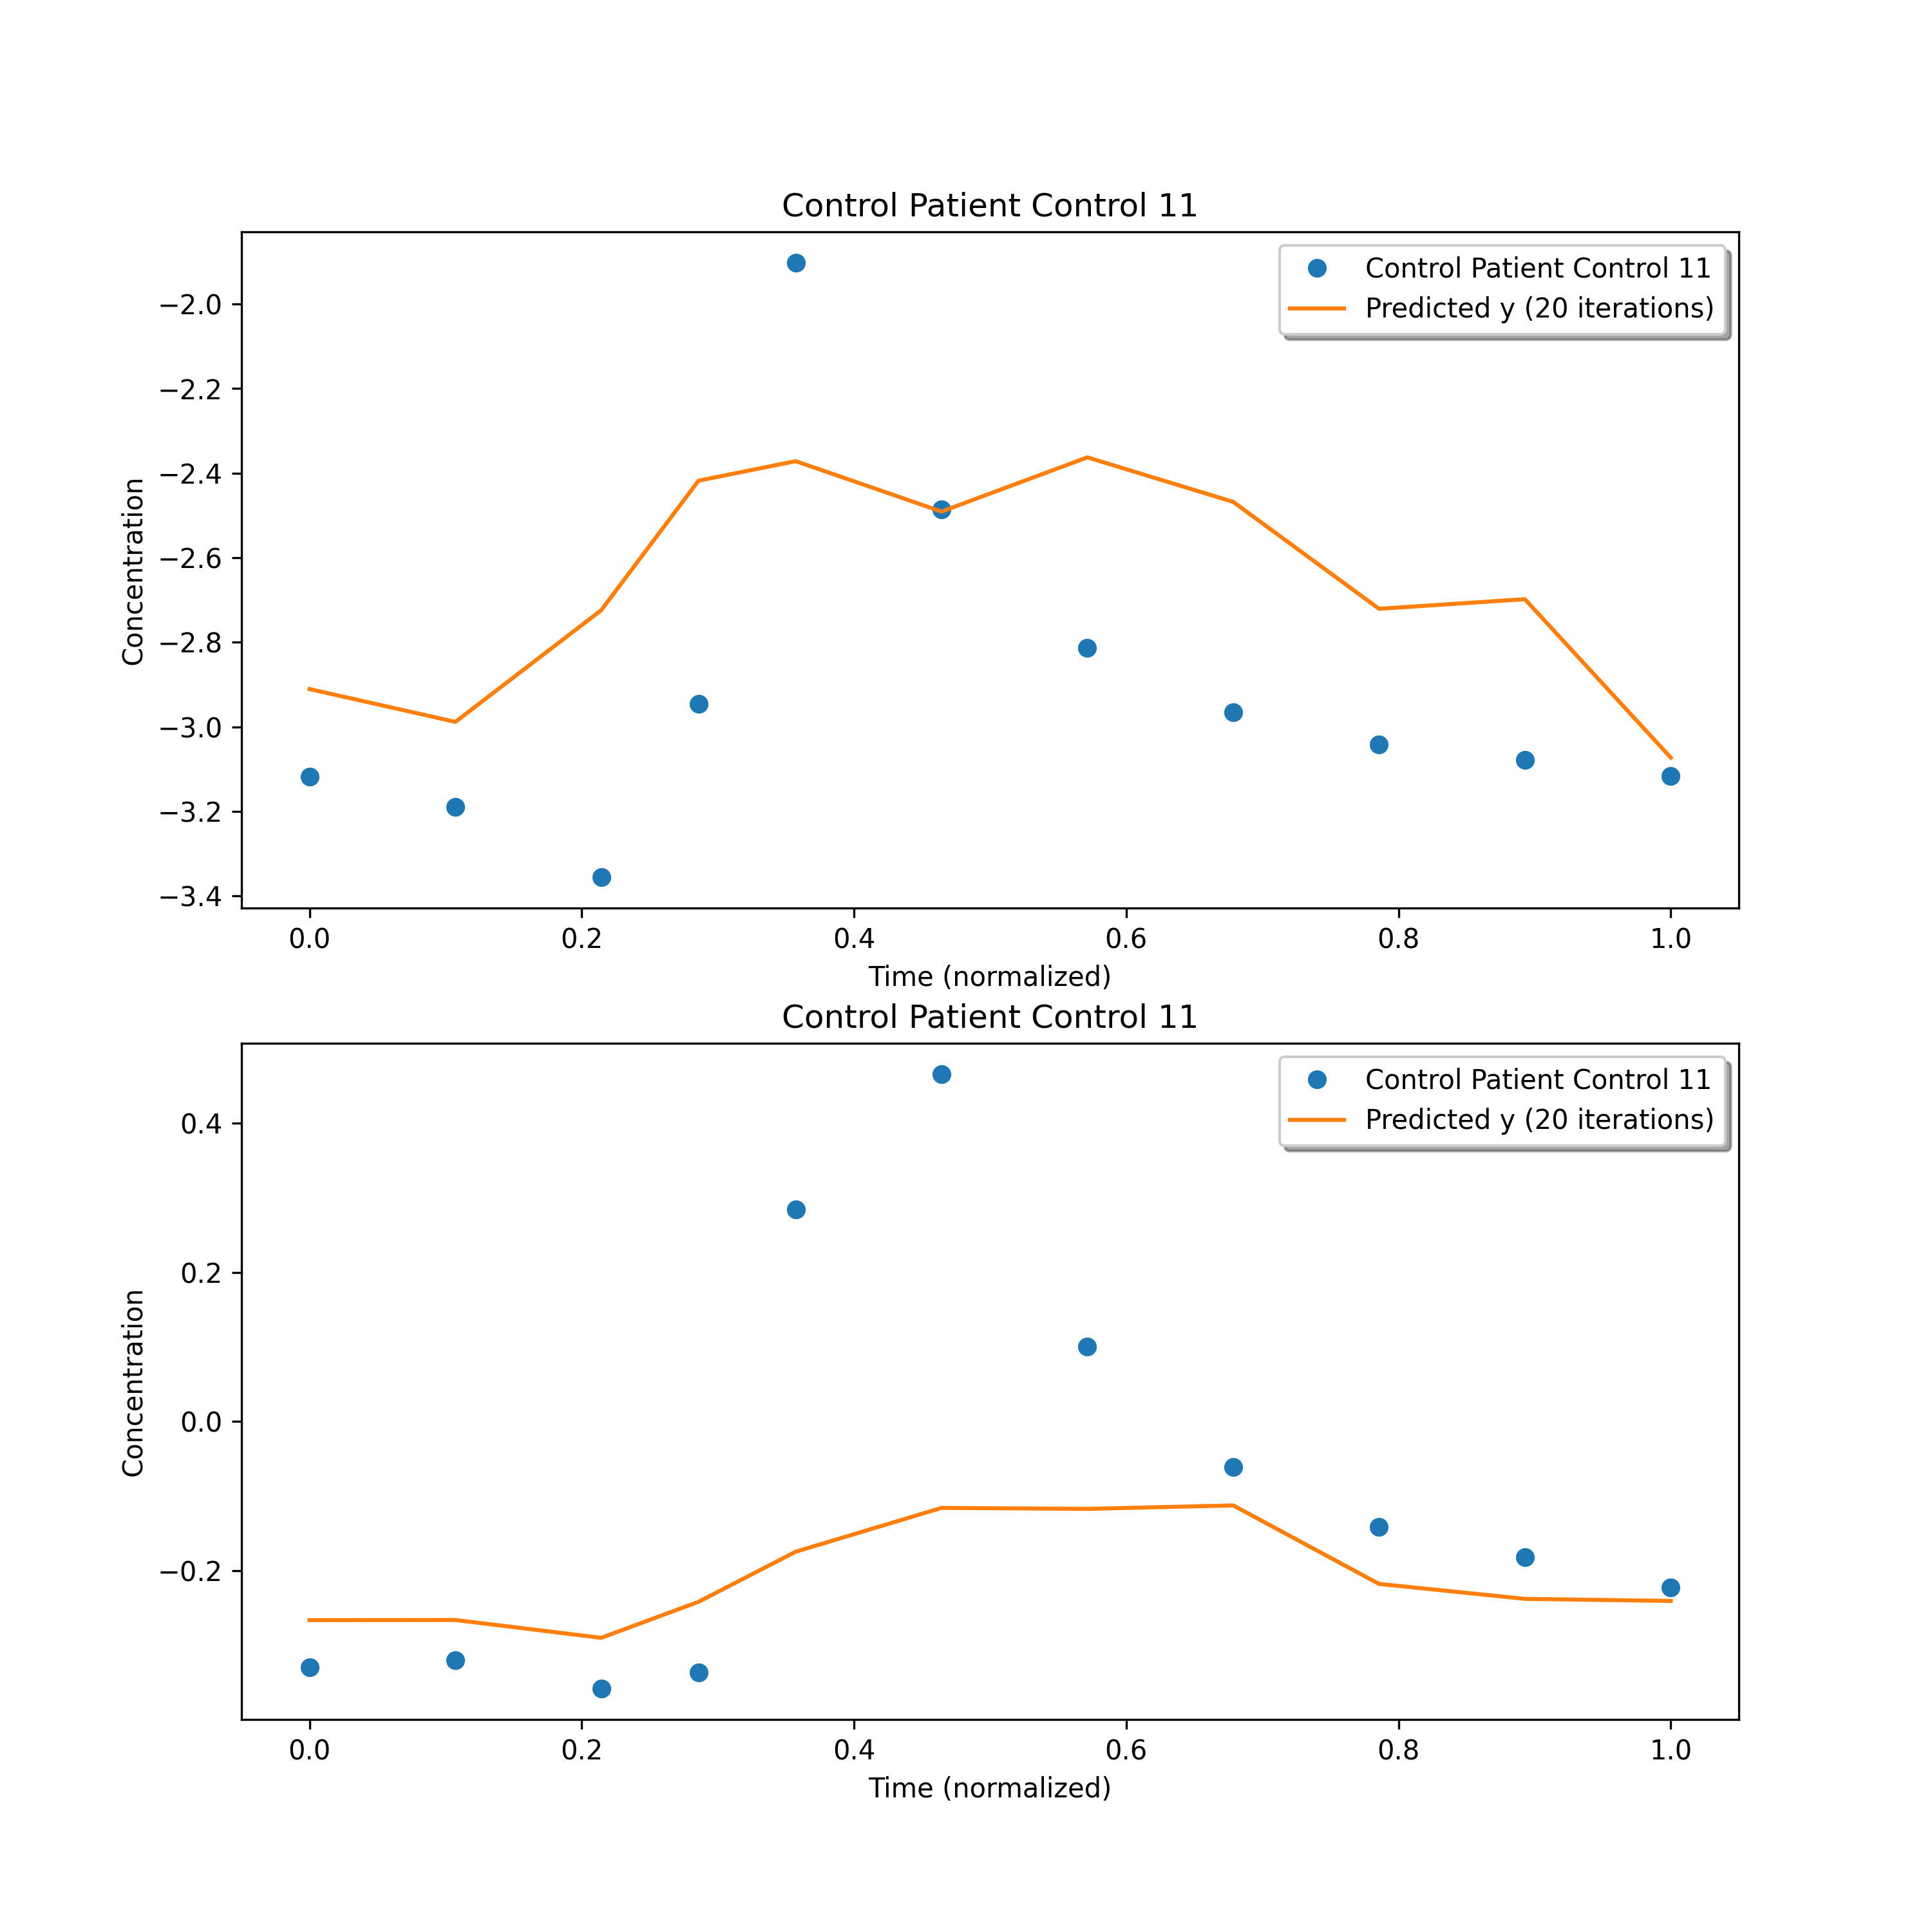 Control Patient Control 11
Control Patient Control 11
Predicted y (20 iterations)
−2.0
−2.2
−2.4
−2.6
−2.8
−3.0
−3.2
−3.4
Concentration
0.0 0.2 0.4 0.6 0.8 1.0
Time (normalized)
Control Patient Control 11
Control Patient Control 11
Predicted y (20 iterations)
0.4
0.2
0.0
−0.2
Concentration
0.0 0.2 0.4 0.6 0.8 1.0
Time (normalized)